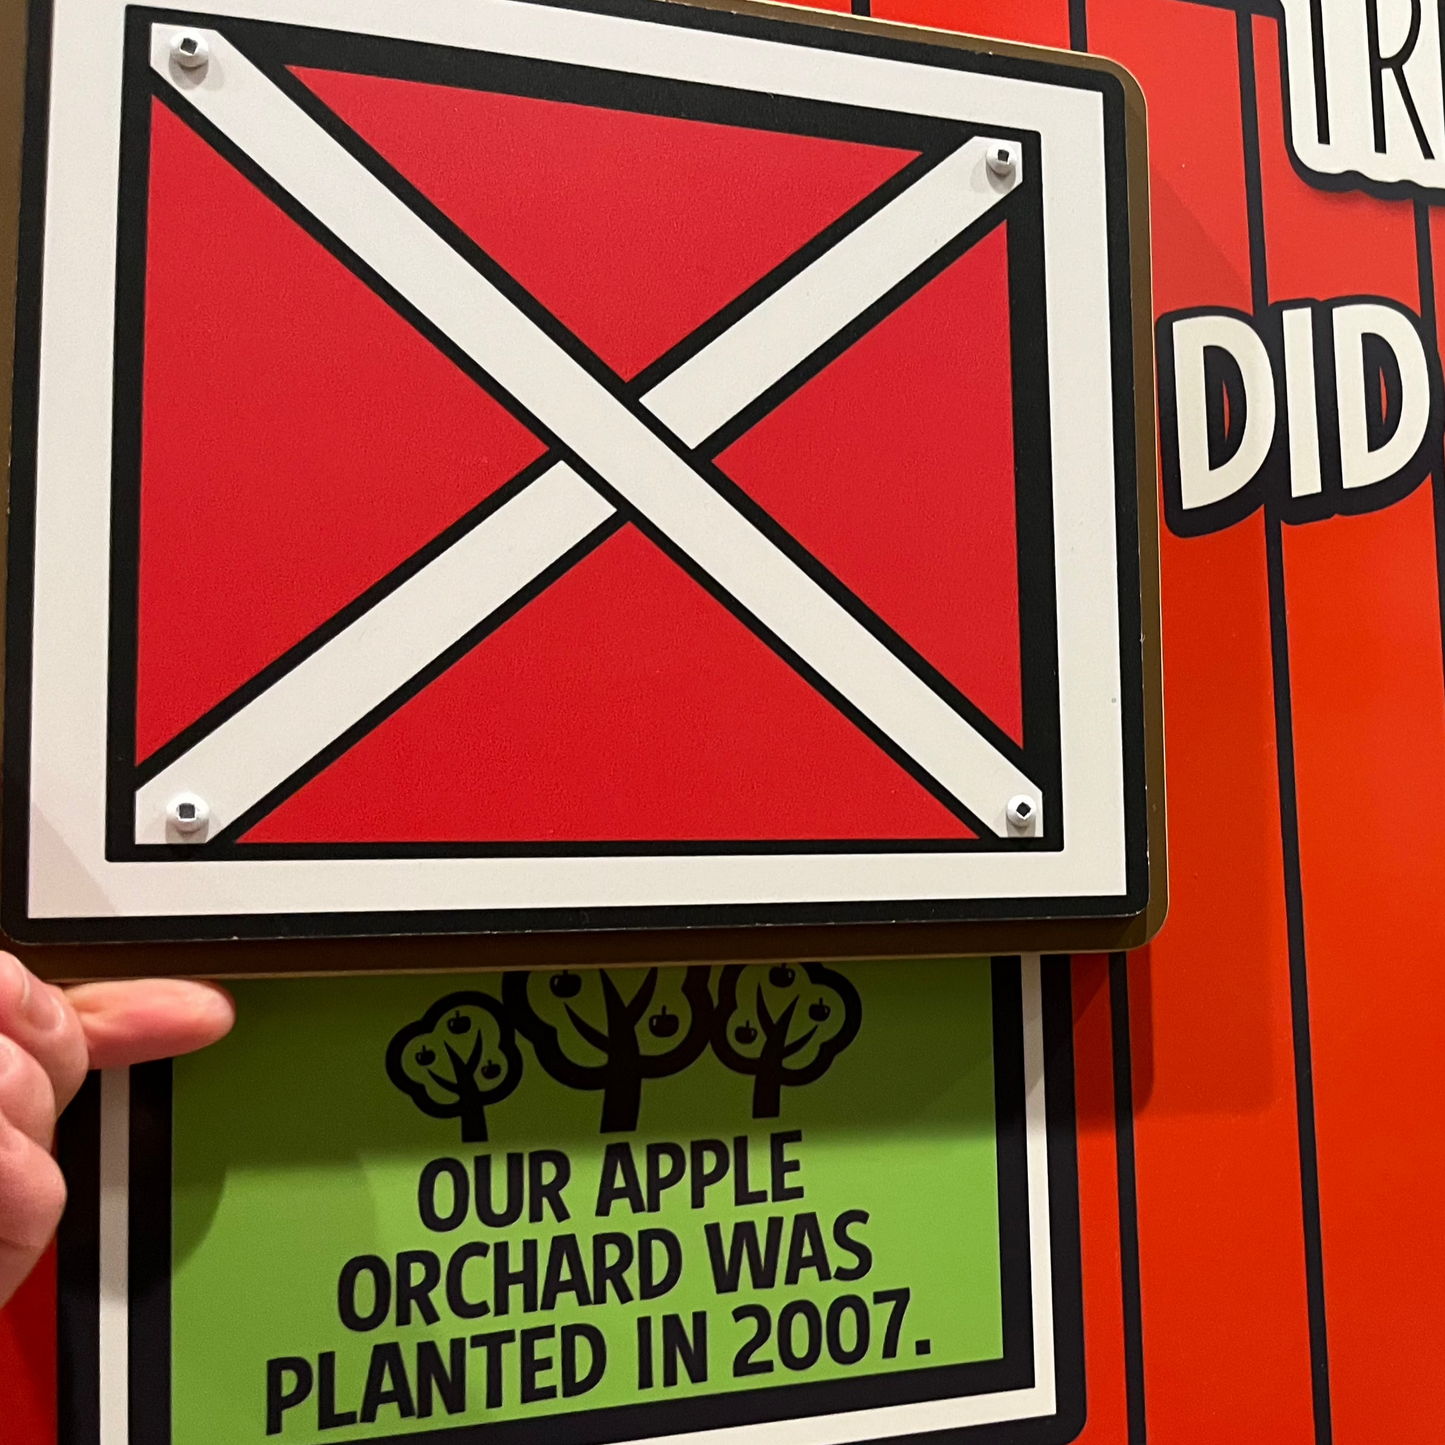 DID
OUR APPLE
ORCHARD WAS
PLANTED IN 2007.